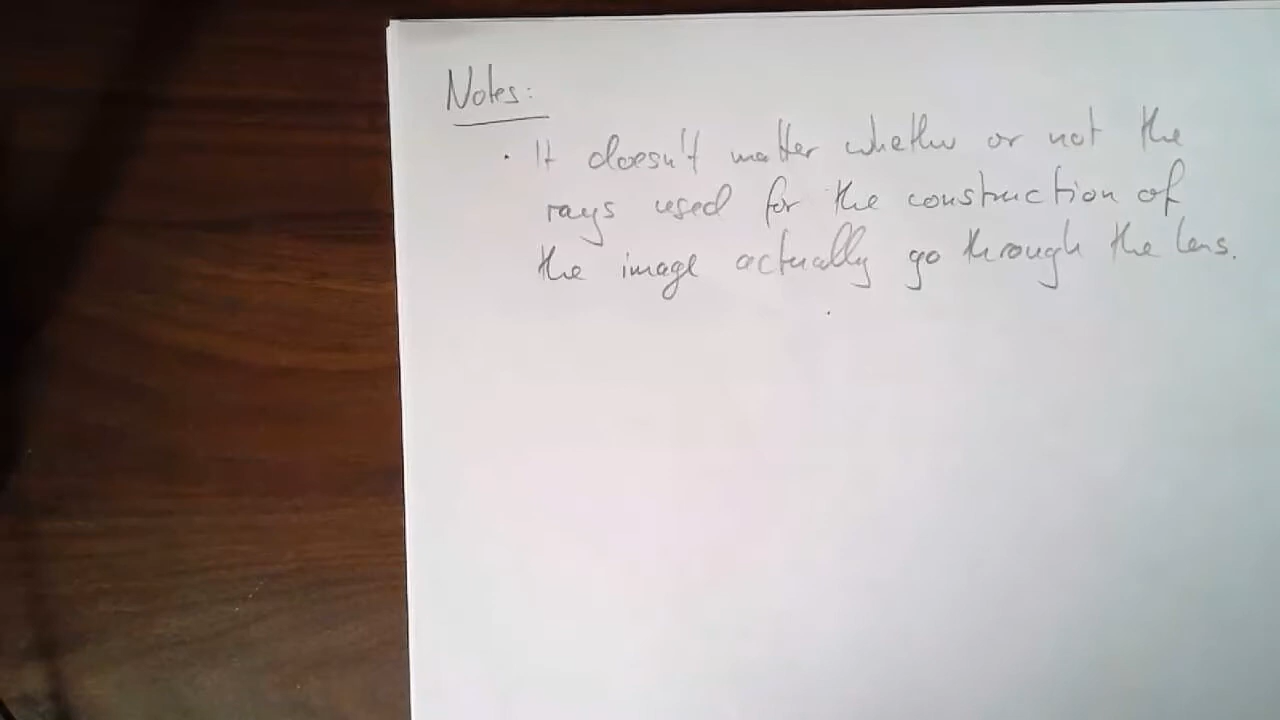 Notes:
· It doesn't matter whether or not the
rays used for the construction of
the image actually go through the lens.